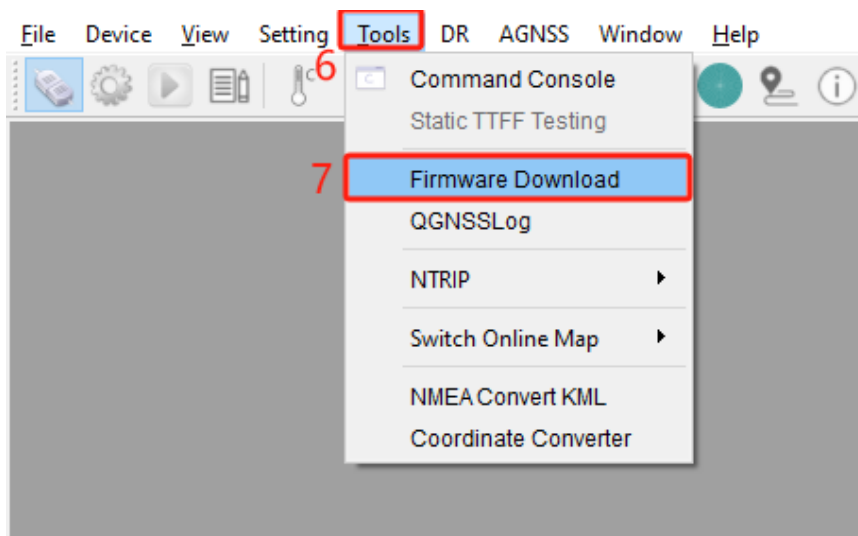 File Device View Setting Tools DR AGNSS Window Help
6
C Command Console
Static TTFF Testing
7 Firmware Download
QGNSSLog
NTRIP
Switch Online Map
NMEA Convert KML
Coordinate Converter